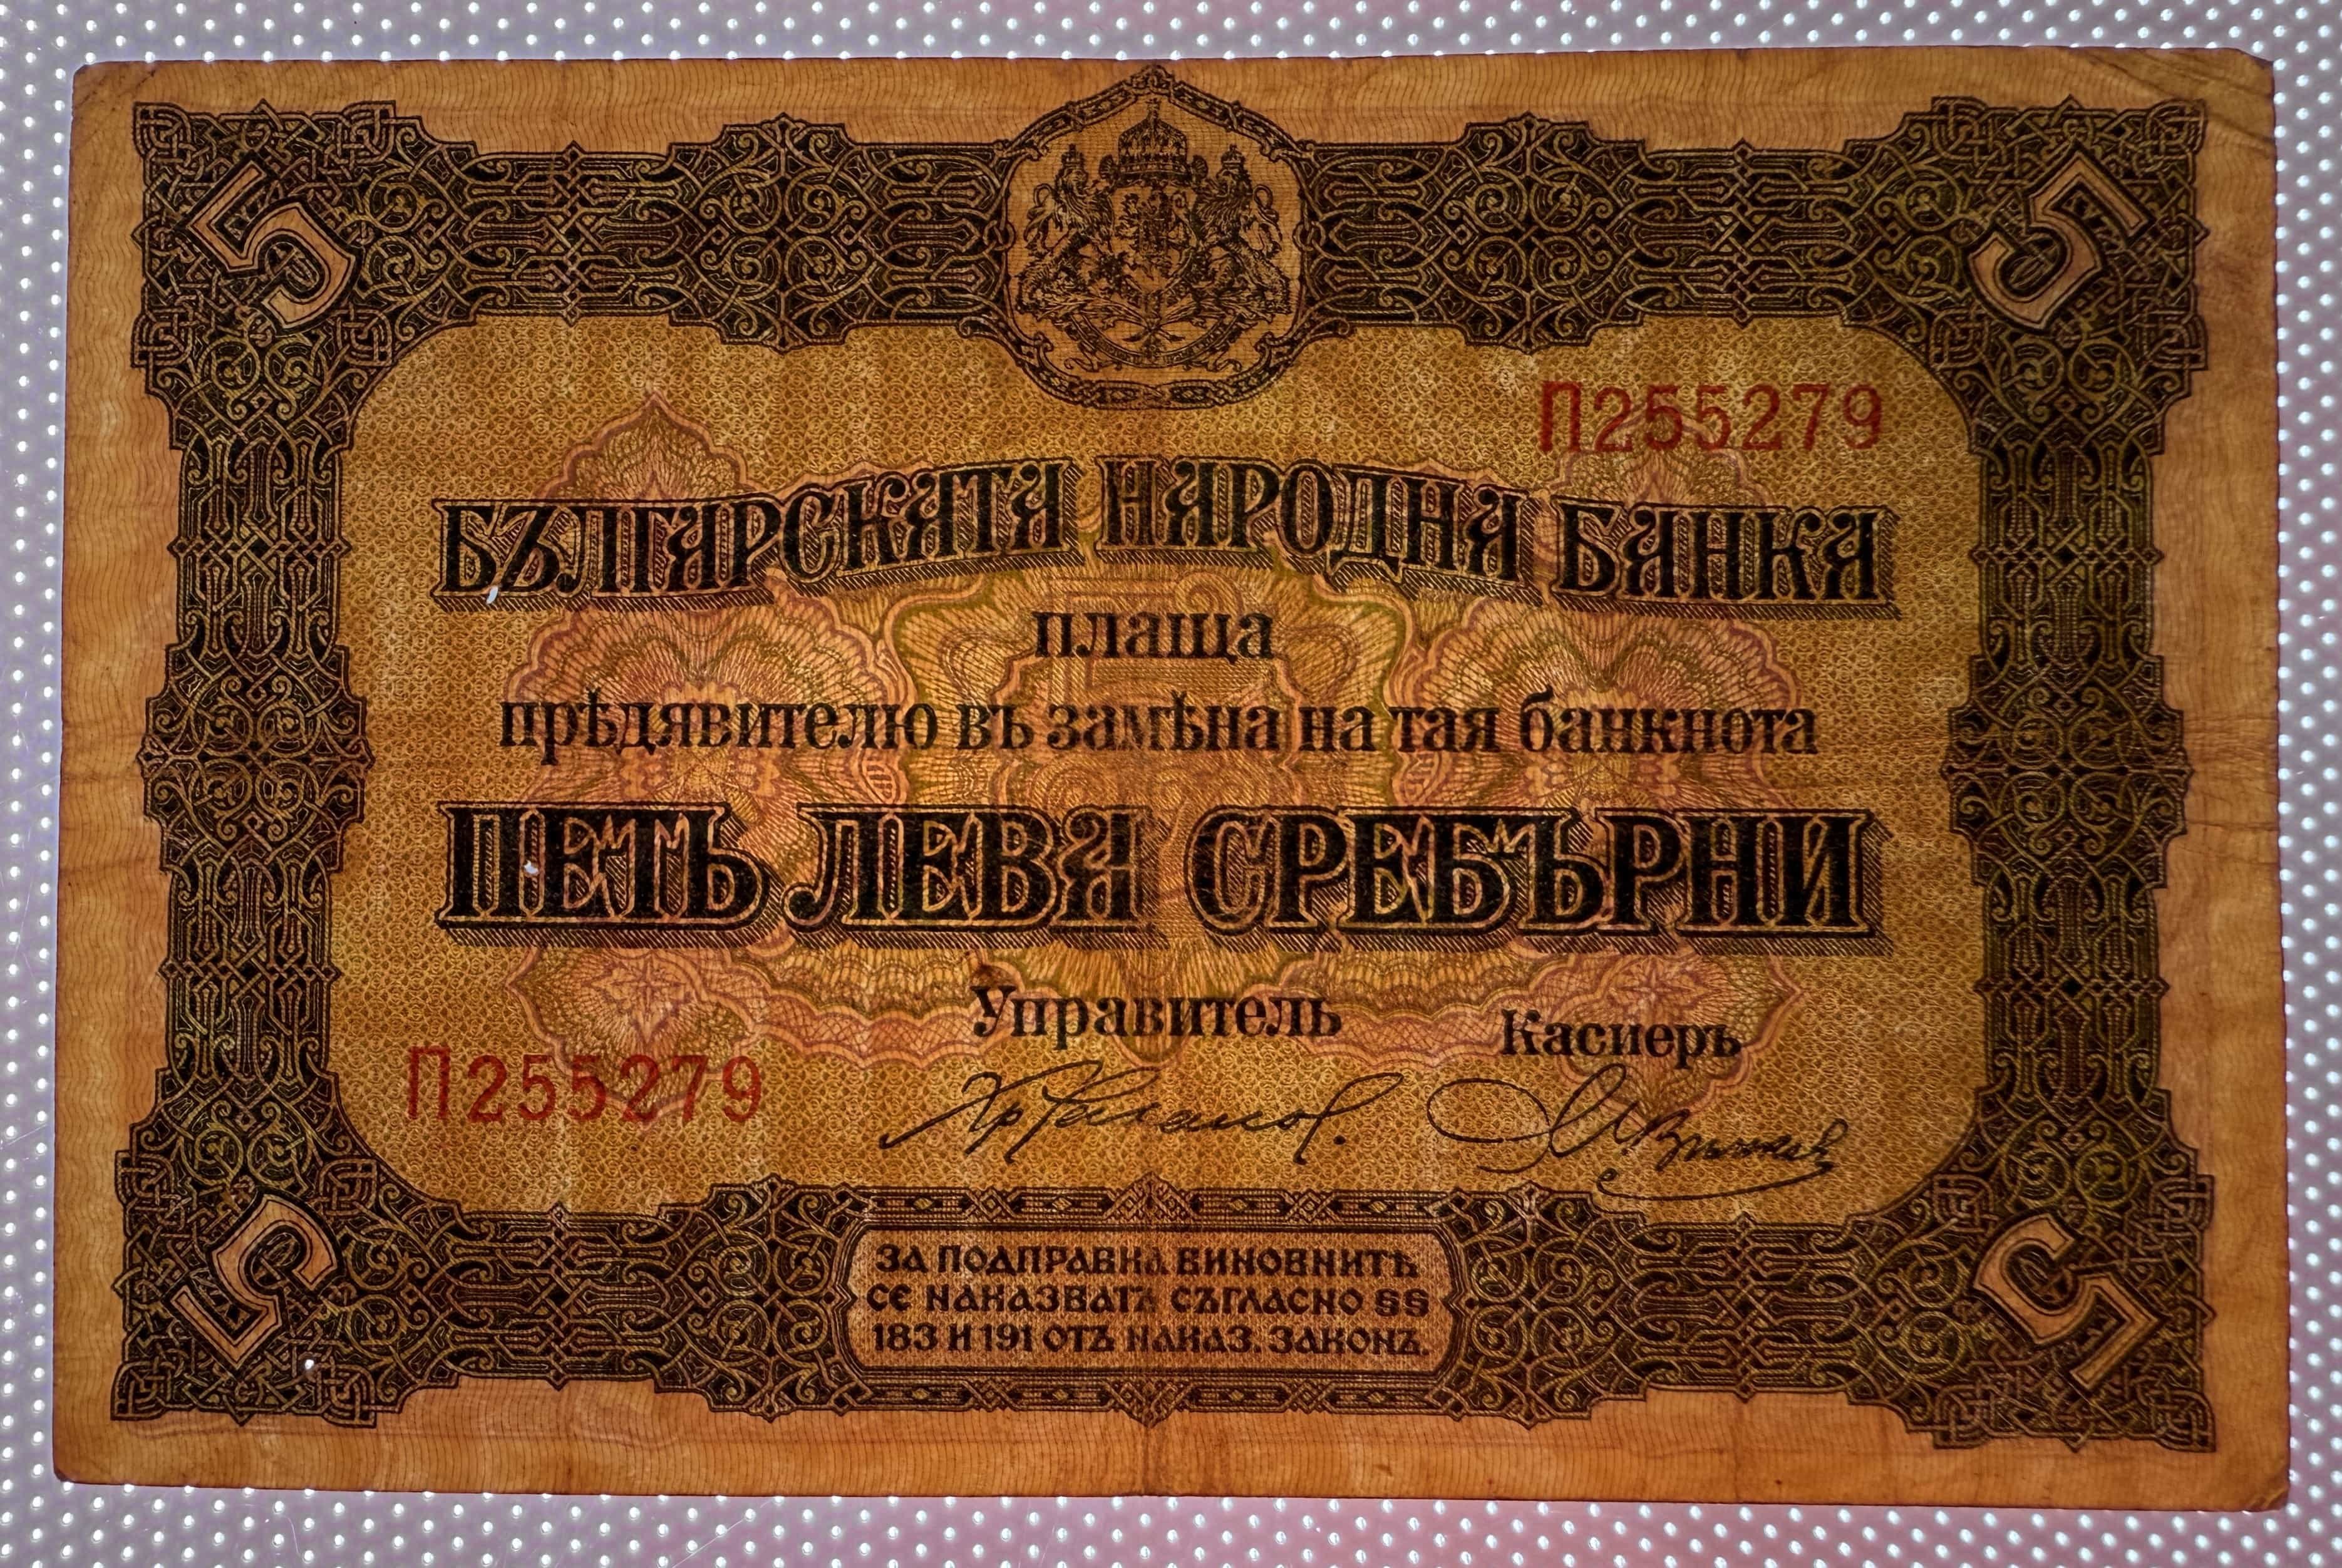 5 5
П255279
БЪЛГАРСКАТА НАРОДНА БАНКА
плаща
прѣдявителю въ замѣна на тая банкнота
ПЕТЬ ЛЕВА СРЕБЪРНИ
Управитель Касиеръ
П255279
ЗА ПОДПРАВКА ВИНОВНИТѢ
СЕ НАКАЗВАТЪ СЪГЛАСНО §§
183 И 191 ОТЪ НАКАЗ. ЗАКОНЪ.
5 5